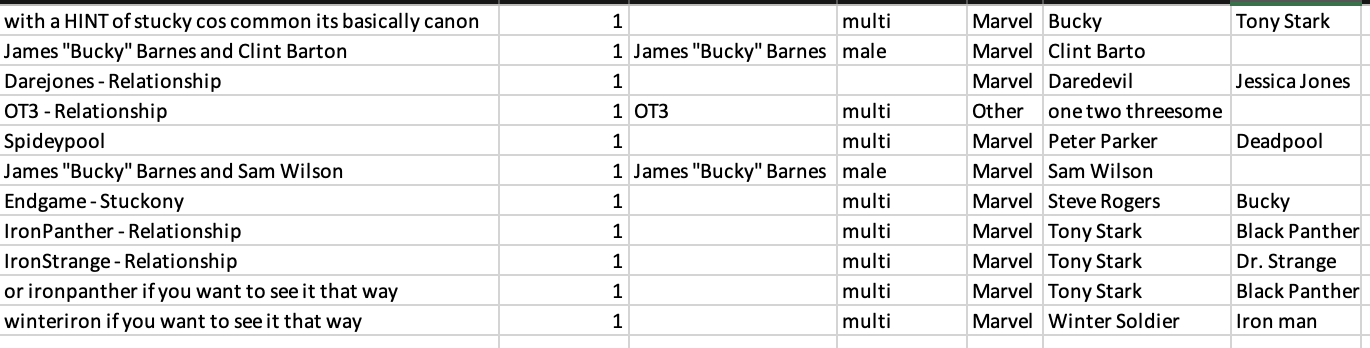 with a HINT of stucky cos common its basically canon 1 multi Marvel Bucky Tony Stark
James "Bucky" Barnes and Clint Barton 1 James "Bucky" Barnes male Marvel Clint Barto
Darejones - Relationship 1 Marvel Daredevil Jessica Jones
OT3 - Relationship 1 OT3 multi Other one two threesome
Spideypool 1 multi Marvel Peter Parker Deadpool
James "Bucky" Barnes and Sam Wilson 1 James "Bucky" Barnes male Marvel Sam Wilson
Endgame - Stuckony 1 multi Marvel Steve Rogers Bucky
IronPanther - Relationship 1 multi Marvel Tony Stark Black Panther
IronStrange - Relationship 1 multi Marvel Tony Stark Dr. Strange
or ironpanther if you want to see it that way 1 multi Marvel Tony Stark Black Panther
winteriron if you want to see it that way 1 multi Marvel Winter Soldier Iron man